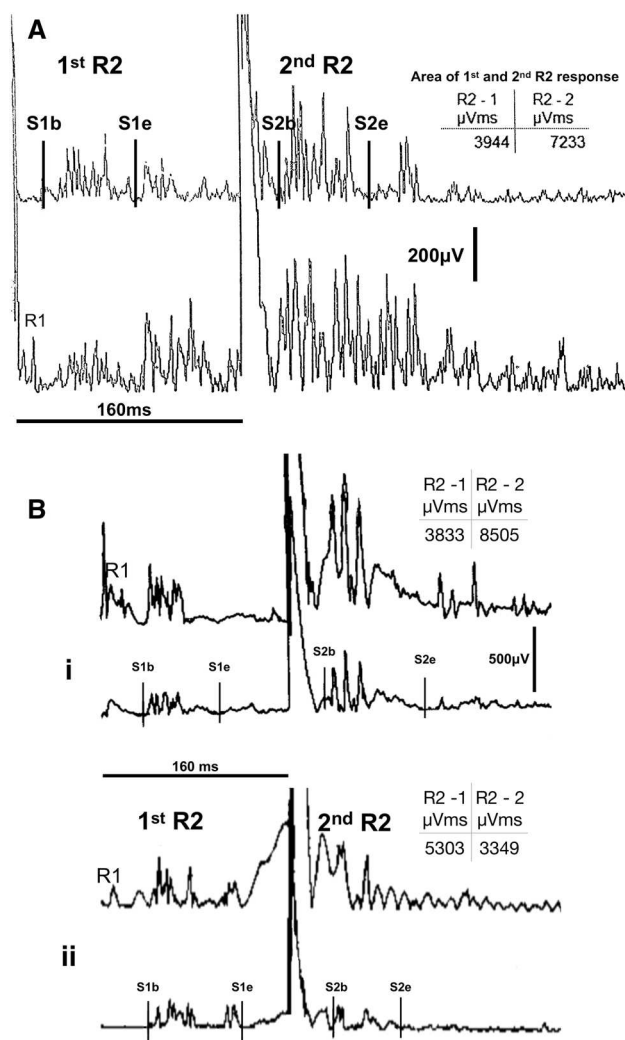 A
1st R2
2nd R2
Area of 1st and 2nd R2 response
R2 - 1 R2 - 2
µVms µVms
3944 7233
S1b S1e S2b S2e
200µV
R1
160ms
B
R2 -1 R2 - 2
µVms µVms
3833 8505
R1
i
S1b S1e S2b S2e
500µV
160 ms
1st R2
2nd R2
R2 -1 R2 - 2
µVms µVms
5303 3349
R1
ii
S1b S1e S2b S2e